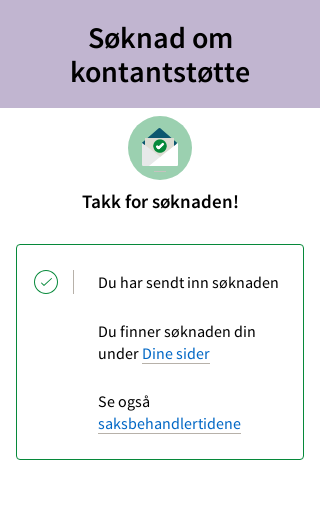 Søknad om
kontantstøtte
Takk for søknaden!
Du har sendt inn søknaden
Du finner søknaden din
under Dine sider
Se også
saksbehandlertidene